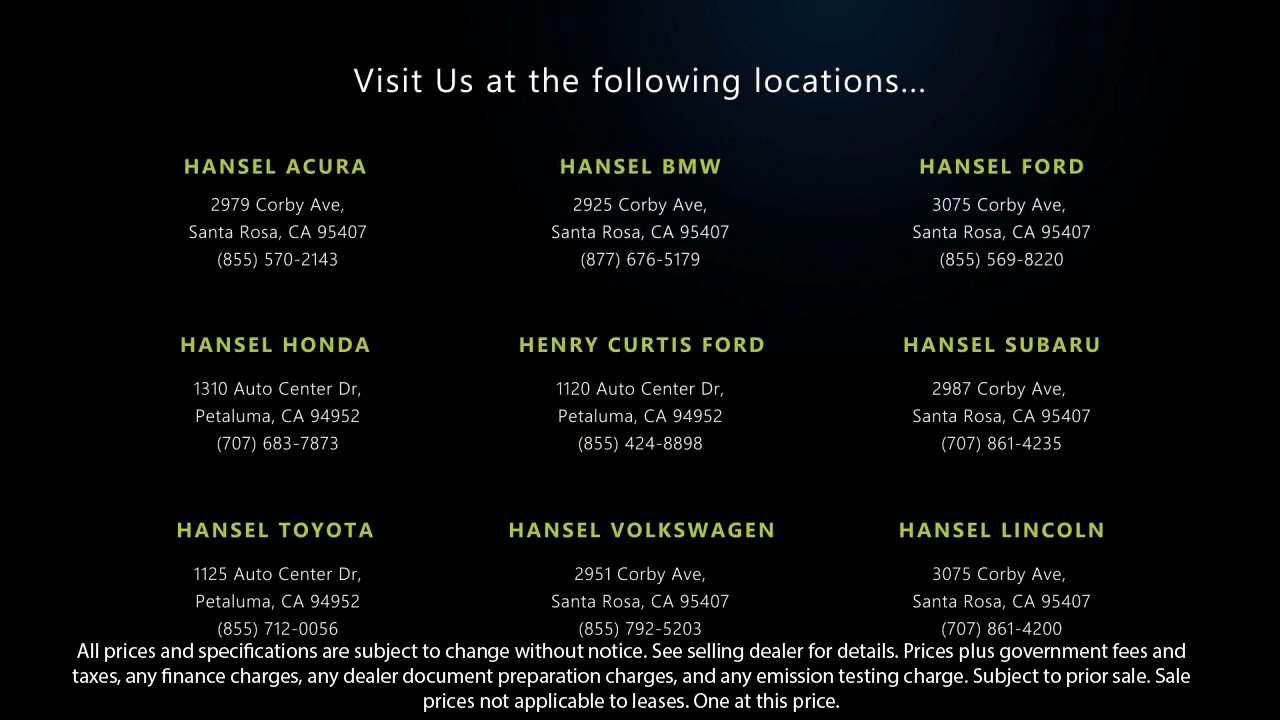 Visit Us at the following locations...
HANSEL ACURA
2979 Corby Ave,
Santa Rosa, CA 95407
(855) 570-2143
HANSEL BMW
2925 Corby Ave,
Santa Rosa, CA 95407
(877) 676-5179
HANSEL FORD
3075 Corby Ave,
Santa Rosa, CA 95407
(855) 569-8220
HANSEL HONDA
1310 Auto Center Dr,
Petaluma, CA 94952
(707) 683-7873
HENRY CURTIS FORD
1120 Auto Center Dr,
Petaluma, CA 94952
(855) 424-8898
HANSEL SUBARU
2987 Corby Ave,
Santa Rosa, CA 95407
(707) 861-4235
HANSEL TOYOTA
1125 Auto Center Dr,
Petaluma, CA 94952
(855) 712-0056
HANSEL VOLKSWAGEN
2951 Corby Ave,
Santa Rosa, CA 95407
(855) 792-5203
HANSEL LINCOLN
3075 Corby Ave,
Santa Rosa, CA 95407
(707) 861-4200
All prices and specifications are subject to change without notice. See selling dealer for details. Prices plus government fees and
taxes, any finance charges, any dealer document preparation charges, and any emission testing charge. Subject to prior sale. Sale
prices not applicable to leases. One at this price.